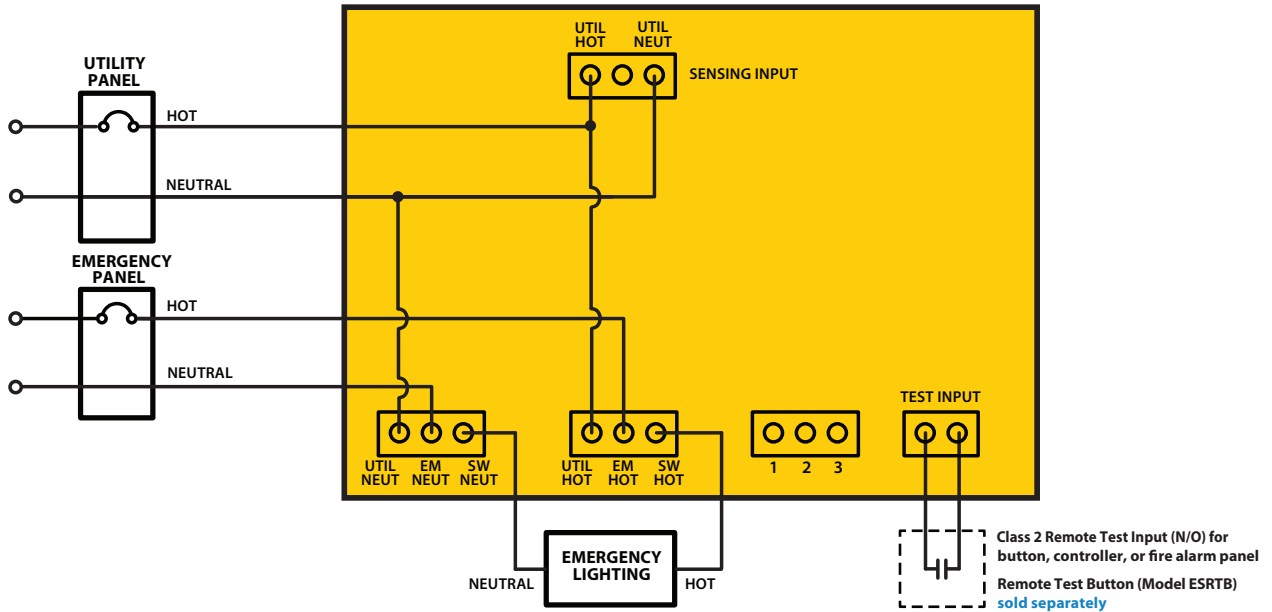 UTIL
HOT
UTIL
NEUT
SENSING INPUT
UTILITY
PANEL
HOT
NEUTRAL
EMERGENCY
PANEL
HOT
NEUTRAL
TEST INPUT
UTIL
NEUT
EM
NEUT
SW
NEUT
UTIL
HOT
EM
HOT
SW
HOT
1 2 3
EMERGENCY
LIGHTING
NEUTRAL
HOT
Class 2 Remote Test Input (N/O) for
button, controller, or fire alarm panel
Remote Test Button (Model ESRTB)
sold separately